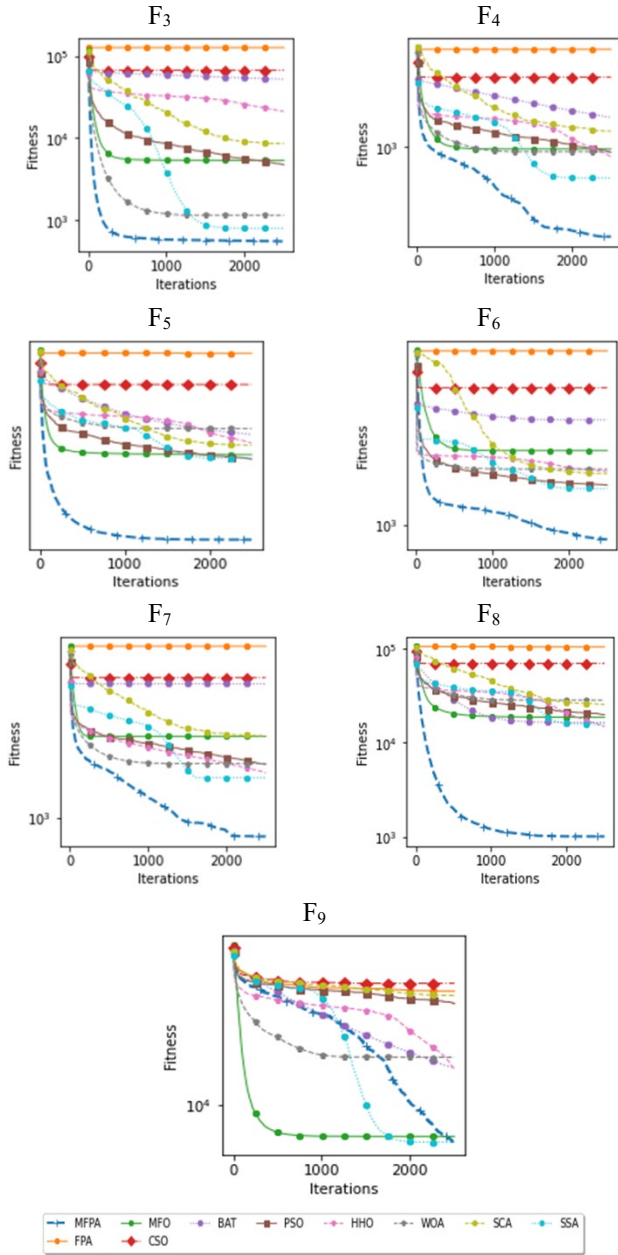 F3
F4
Fitness
10^5
10^4
10^3
0
1000
2000
Iterations
Fitness
10^3
0
1000
2000
Iterations
F5
F6
Fitness
0
1000
2000
Iterations
Fitness
10^3
0
1000
2000
Iterations
F7
F8
Fitness
10^3
0
1000
2000
Iterations
Fitness
10^5
10^4
10^3
0
1000
2000
Iterations
F9
Fitness
10^4
0
1000
2000
Iterations
MFPA MFO BAT PSO HHO WOA SCA SSA
FPA CSO